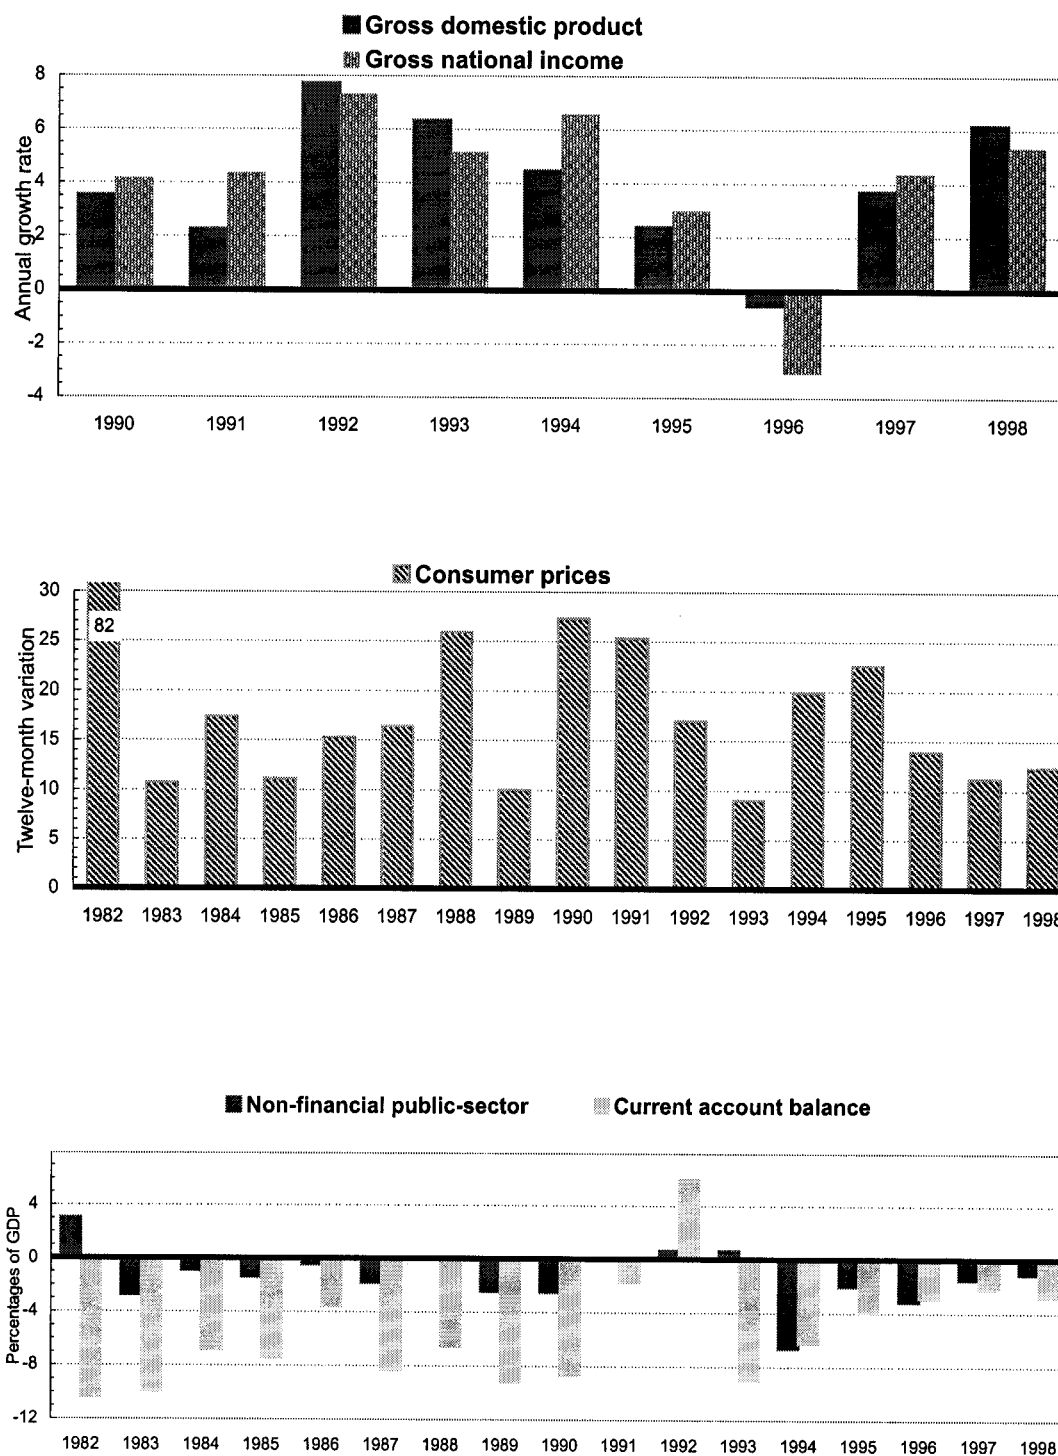 Gross domestic product
Gross national income
Annual growth rate
8
6
4
2
0
-2
-4
1990 1991 1992 1993 1994 1995 1996 1997 1998
Consumer prices
Twelve-month variation
30
25
20
15
10
5
0
82
1982 1983 1984 1985 1986 1987 1988 1989 1990 1991 1992 1993 1994 1995 1996 1997 1998
Non-financial public-sector Current account balance
Percentages of GDP
4
0
-4
-8
-12
1982 1983 1984 1985 1986 1987 1988 1989 1990 1991 1992 1993 1994 1995 1996 1997 1998